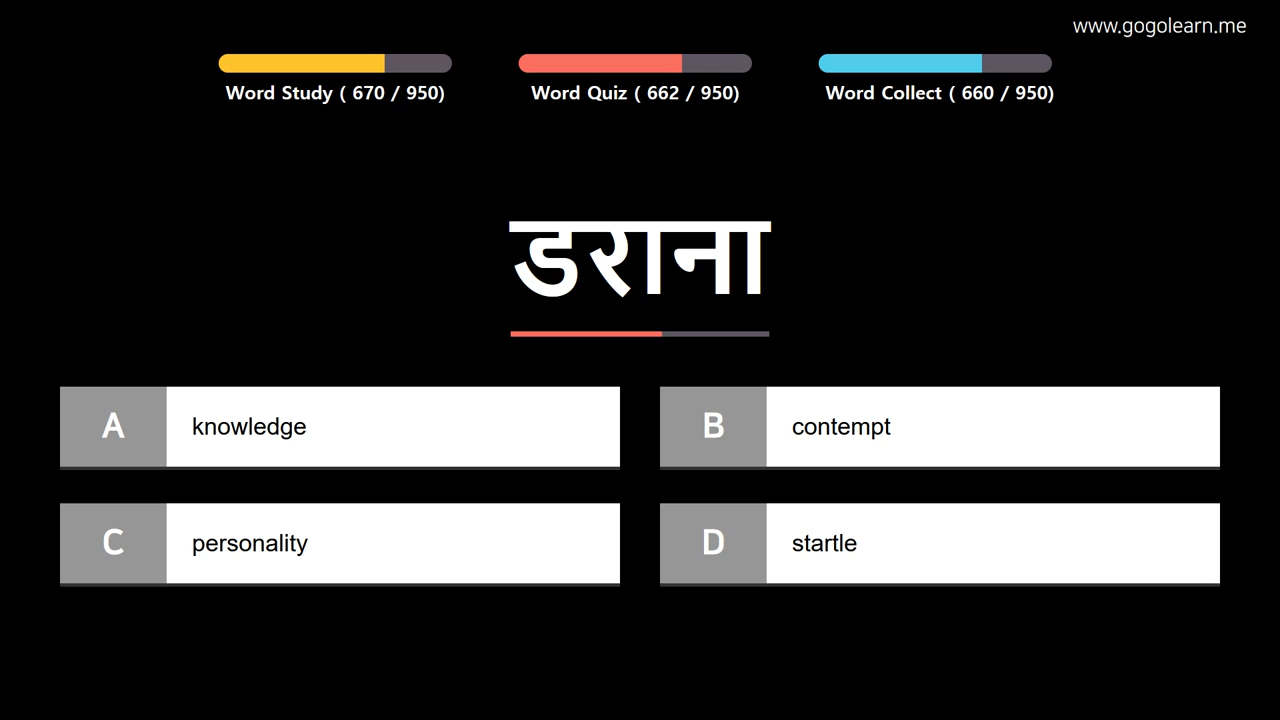 www.gogolearn.me
Word Study ( 670 / 950)
Word Quiz ( 662 / 950)
Word Collect ( 660 / 950)
डराना
A knowledge
B contempt
C personality
D startle